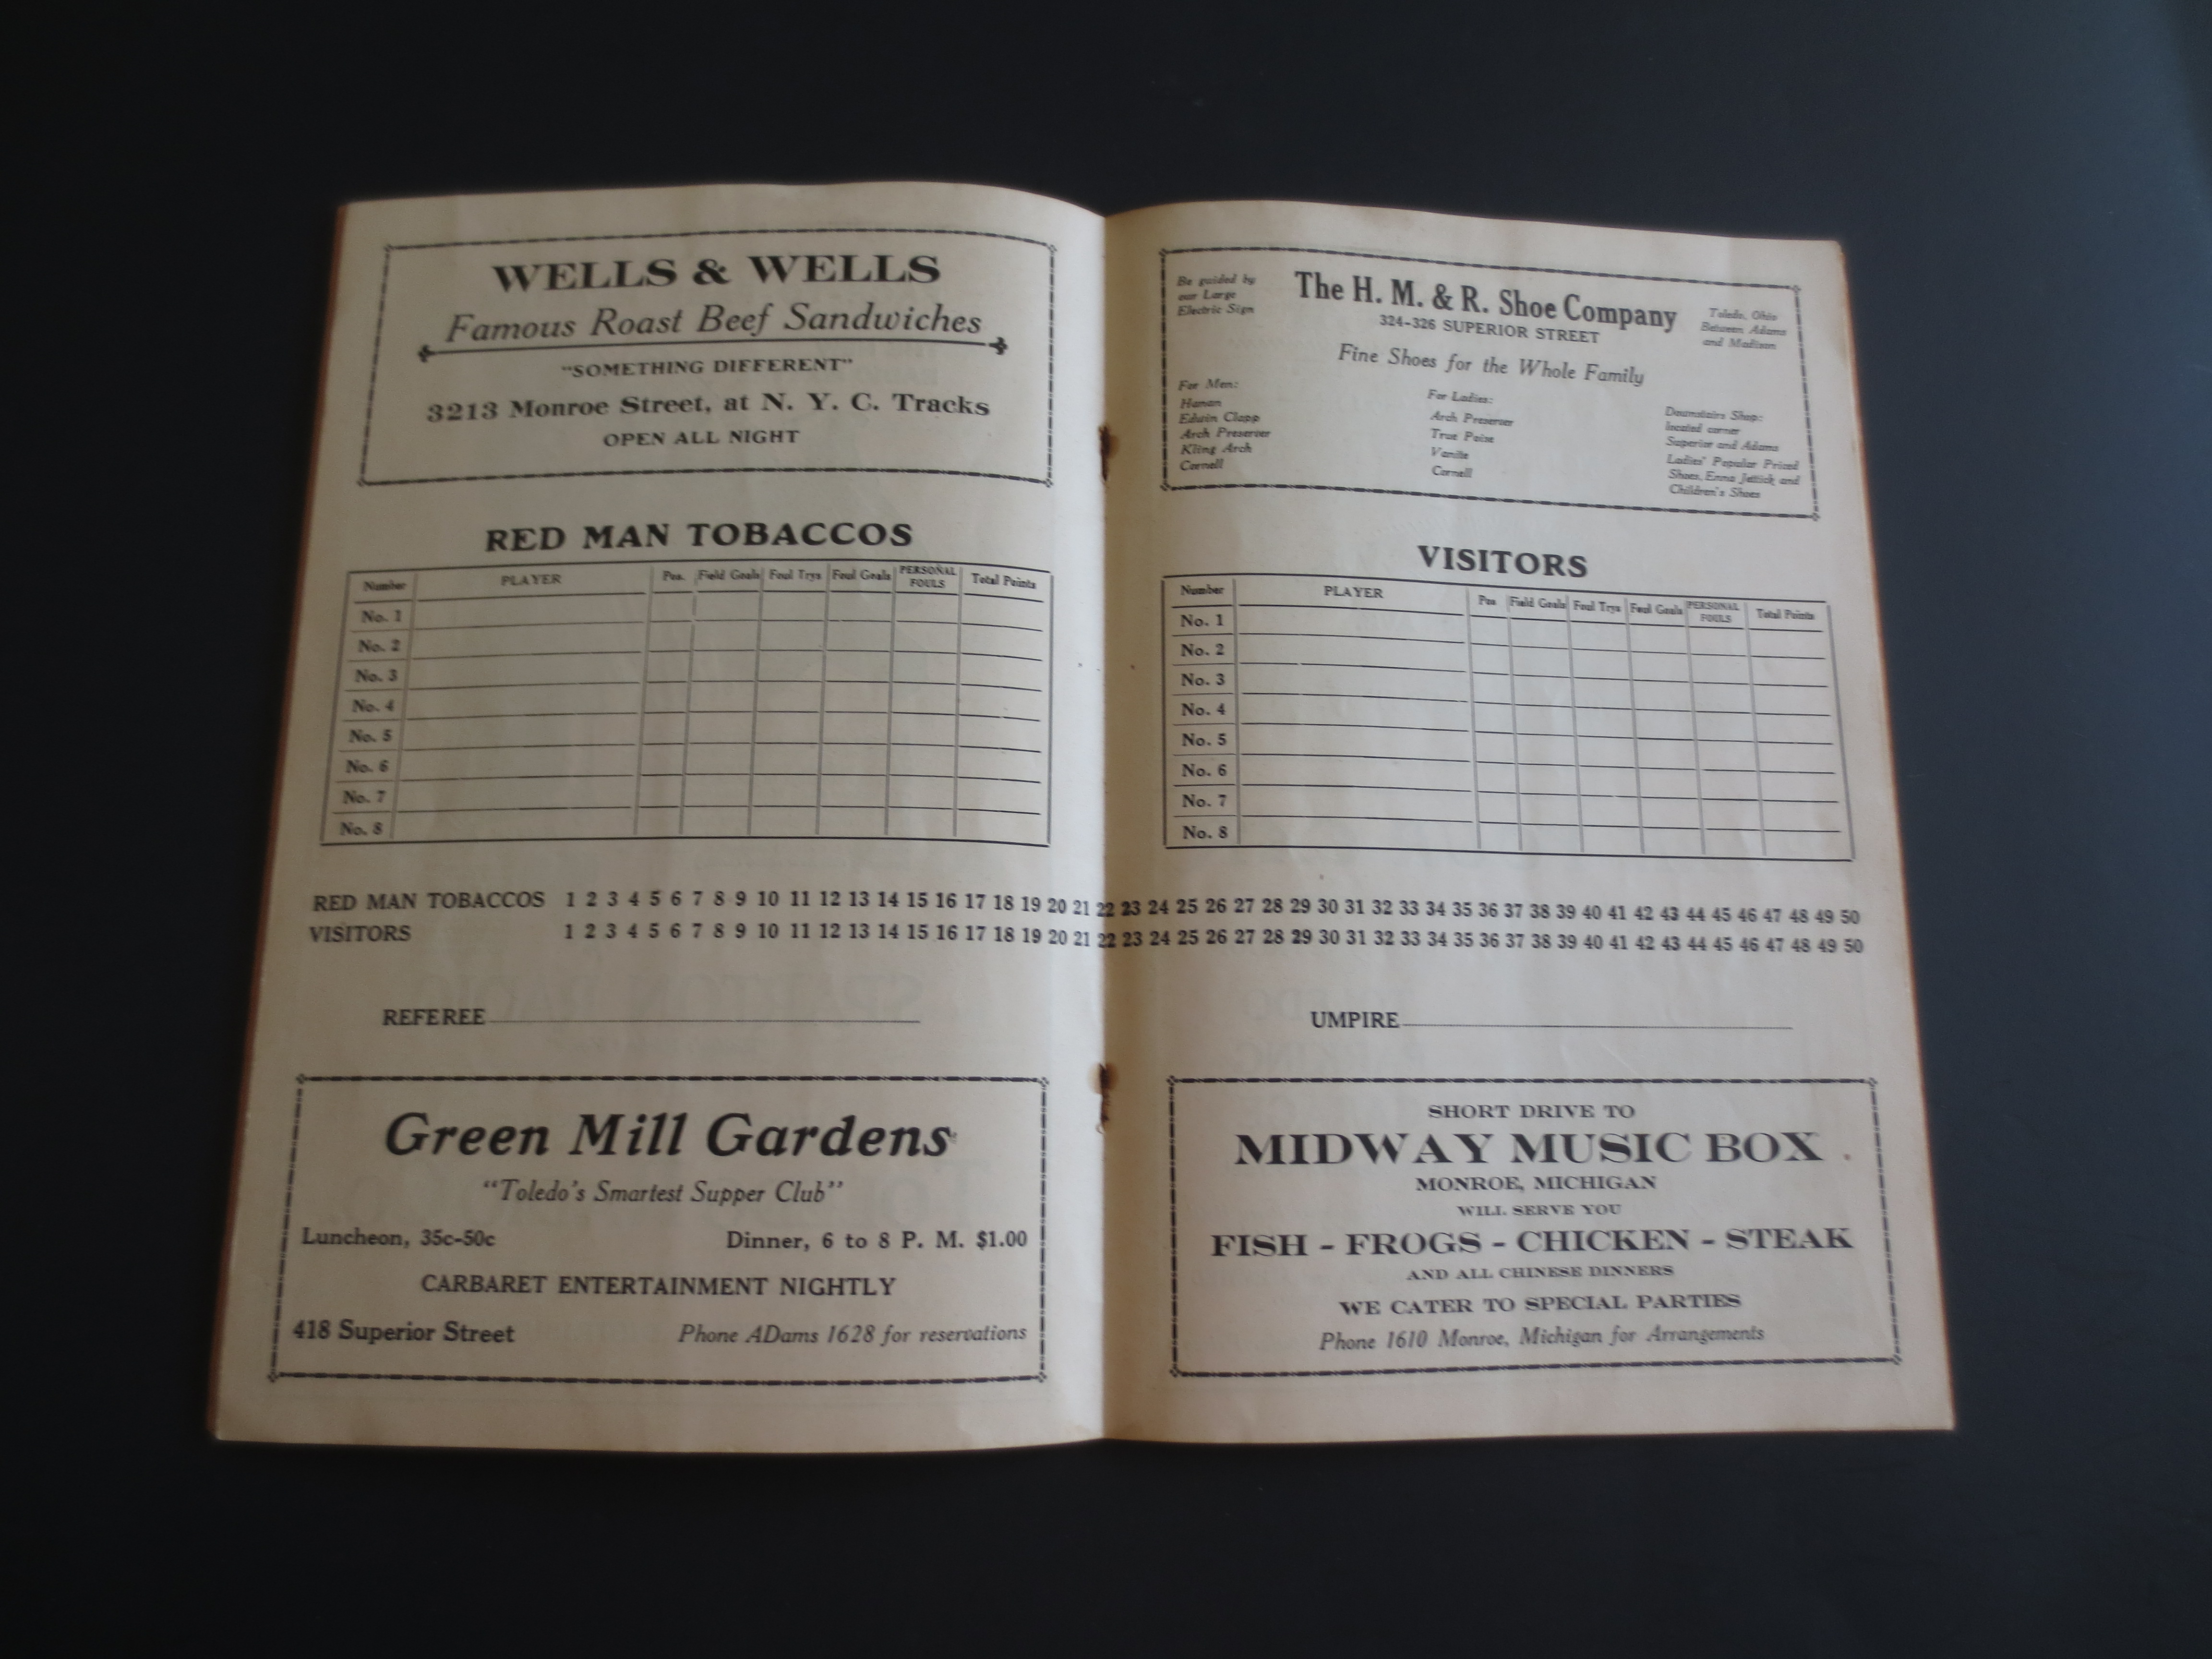 WELLS & WELLS
Famous Roast Beef Sandwiches
"SOMETHING DIFFERENT"
3213 Monroe Street, at N. Y. C. Tracks
OPEN ALL NIGHT
RED MAN TOBACCOS
Number PLAYER Pos. Field Goals Foul Trys Foul Goals PERSONAL FOULS Total Points
No. 1
No. 2
No. 3
No. 4
No. 5
No. 6
No. 7
No. 8
Be guided by
our Large
Electric Sign
The H. M. & R. Shoe Company
324-326 SUPERIOR STREET
Toledo, Ohio
Between Adams
and Madison
Fine Shoes for the Whole Family
For Men:
Hanan
Edwin Clapp
Arch Preserver
Kling Arch
Cornell
For Ladies:
Arch Preserver
True Poise
Vanile
Cornell
Downstairs Shop:
located corner
Superior and Adams
Ladies' Popular Prized
Shoes, Enna Jettick and
Children's Shoes
VISITORS
Number PLAYER Pos Field Goals Foul Trys Foul Goals PERSONAL FOULS Total Points
No. 1
No. 2
No. 3
No. 4
No. 5
No. 6
No. 7
No. 8
RED MAN TOBACCOS 1 2 3 4 5 6 7 8 9 10 11 12 13 14 15 16 17 18 19 20 21 22 23 24 25 26 27 28 29 30 31 32 33 34 35 36 37 38 39 40 41 42 43 44 45 46 47 48 49 50
VISITORS 1 2 3 4 5 6 7 8 9 10 11 12 13 14 15 16 17 18 19 20 21 22 23 24 25 26 27 28 29 30 31 32 33 34 35 36 37 38 39 40 41 42 43 44 45 46 47 48 49 50
REFEREE
UMPIRE
Green Mill Gardens
"Toledo's Smartest Supper Club"
Luncheon, 35c-50c Dinner, 6 to 8 P. M. $1.00
CARBARET ENTERTAINMENT NIGHTLY
418 Superior Street Phone ADams 1628 for reservations
SHORT DRIVE TO
MIDWAY MUSIC BOX
MONROE, MICHIGAN
WILL SERVE YOU
FISH - FROGS - CHICKEN - STEAK
AND ALL CHINESE DINNERS
WE CATER TO SPECIAL PARTIES
Phone 1610 Monroe, Michigan for Arrangements